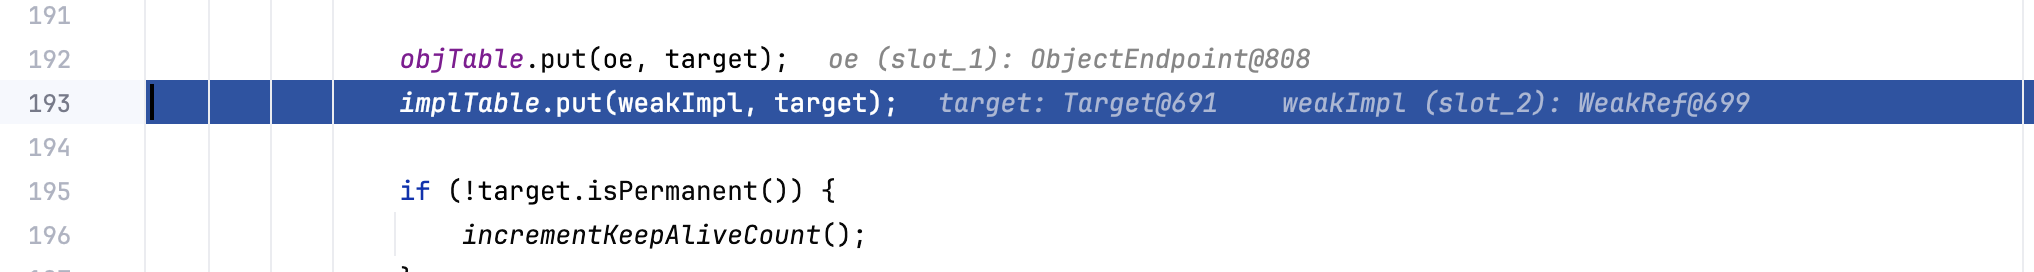 191
192 objTable.put(oe, target); oe (slot_1): ObjectEndpoint@808
193 implTable.put(weakImpl, target); target: Target@691 weakImpl (slot_2): WeakRef@699
194
195 if (!target.isPermanent()) {
196 incrementKeepAliveCount();